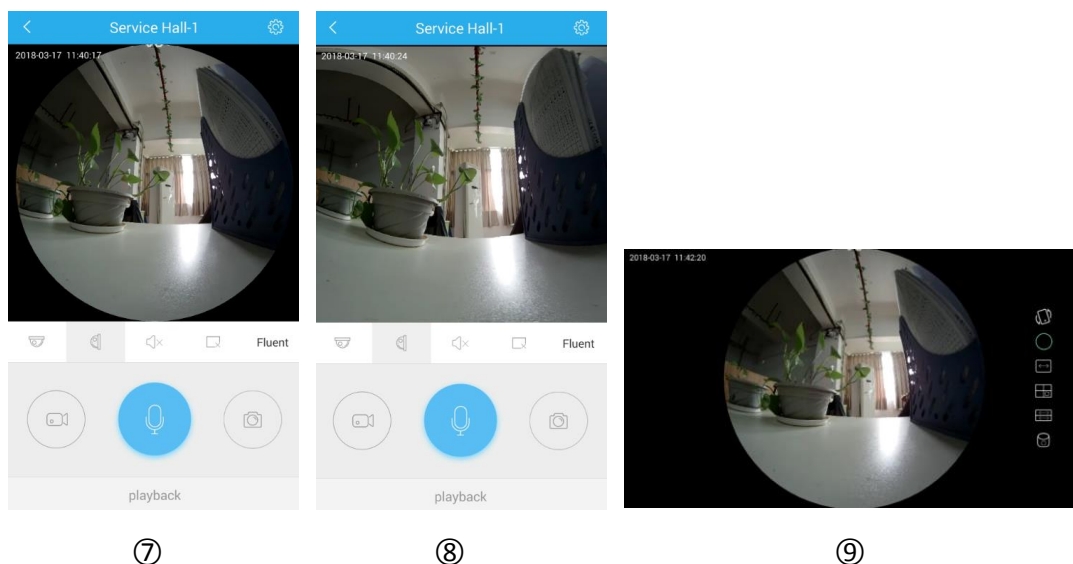 Service Hall-1
2018-03-17 11:40:17
Fluent
playback
⑦
Service Hall-1
2018-03-17 11:40:24
Fluent
playback
⑧
2018-03-17 11:42:20
⑨